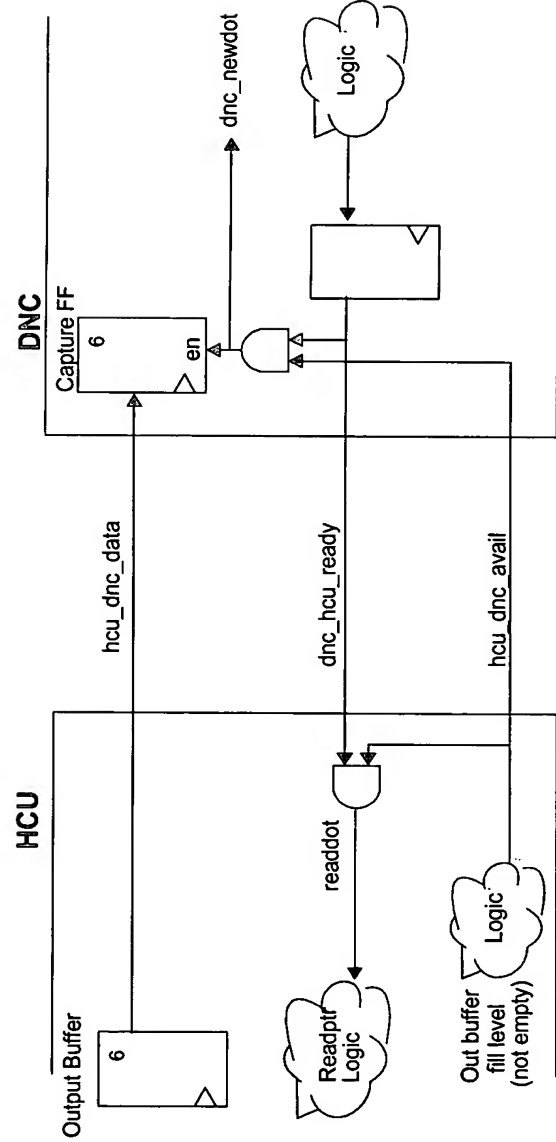 HCU
DNC
Output Buffer
6
hcu_dnc_data
Capture FF
6
en
dnc_newdot
Readptr
Logic
readdot
dnc_hcu_ready
Logic
Out buffer
fill level
(not empty)
Logic
hcu_dnc_avail